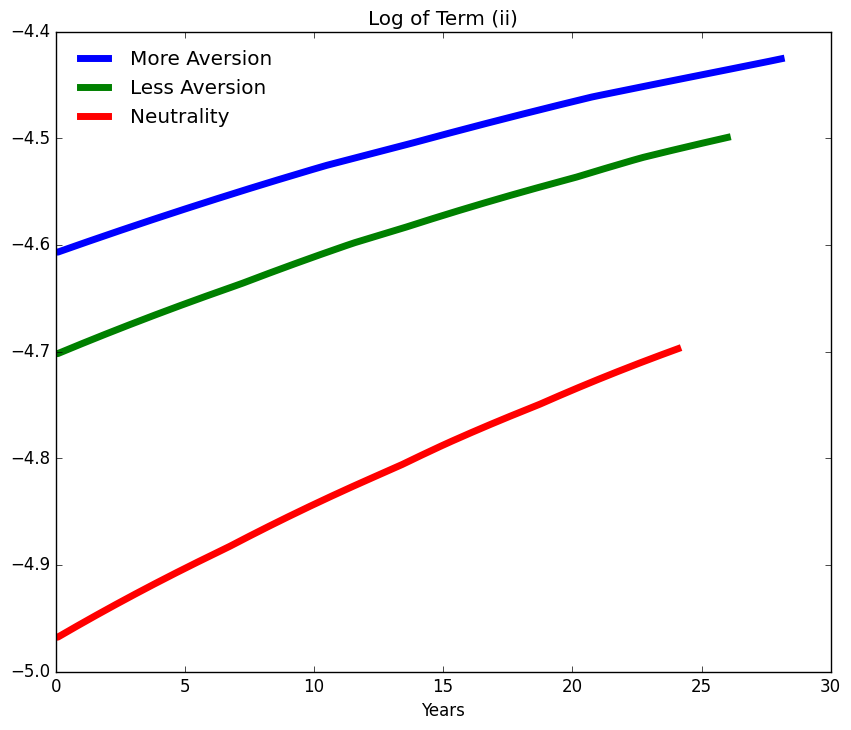 Log of Term (ii)
−4.4
−4.5
−4.6
−4.7
−4.8
−4.9
−5.0
More Aversion
Less Aversion
Neutrality
0 5 10 15 20 25 30
Years